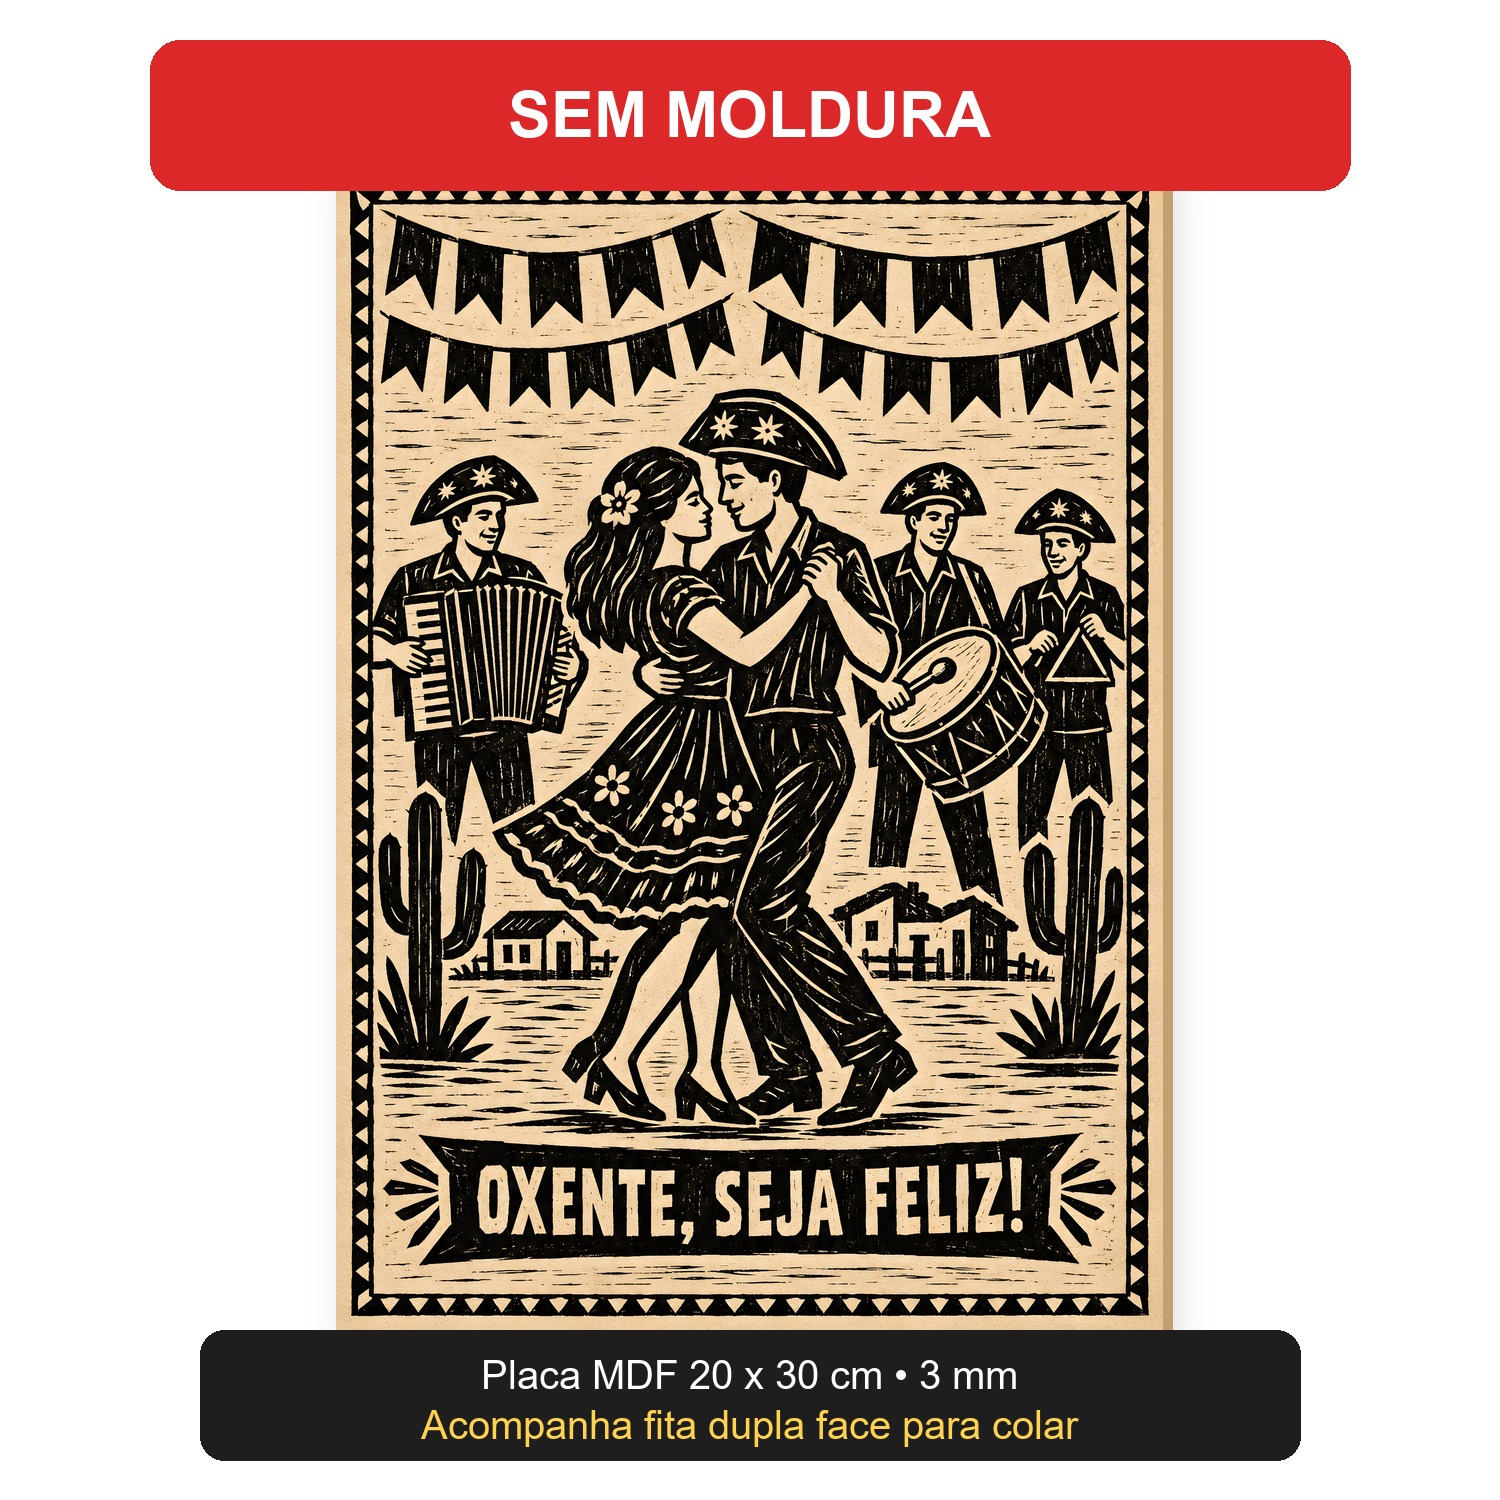 SEM MOLDURA
OXENTE, SEJA FELIZ!
Placa MDF 20 x 30 cm • 3 mm
Acompanha fita dupla face para colar